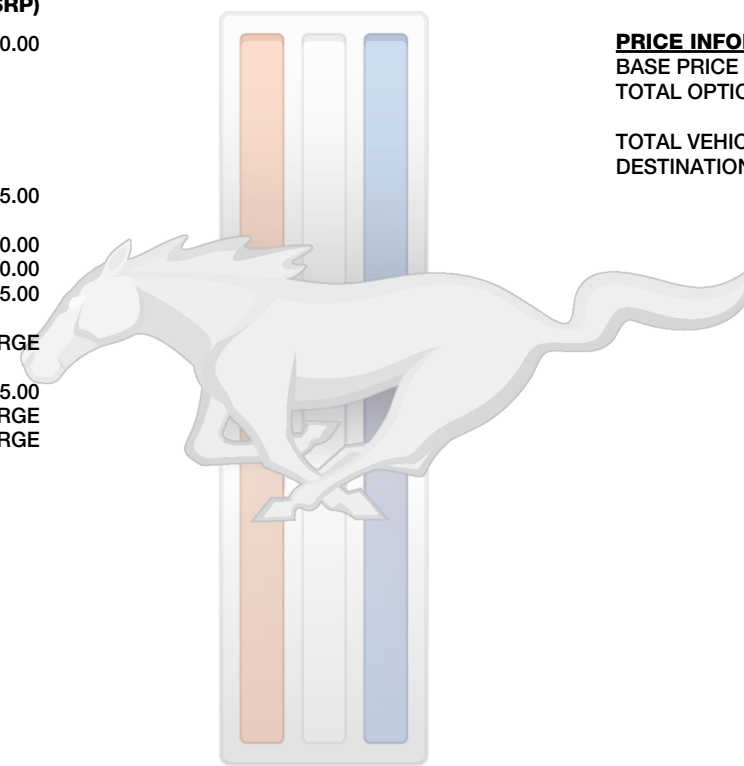 SRP)
0.00
5.00
0.00
0.00
5.00
RGE
5.00
RGE
RGE
PRICE INFO
BASE PRICE
TOTAL OPTIO
TOTAL VEHIC
DESTINATION